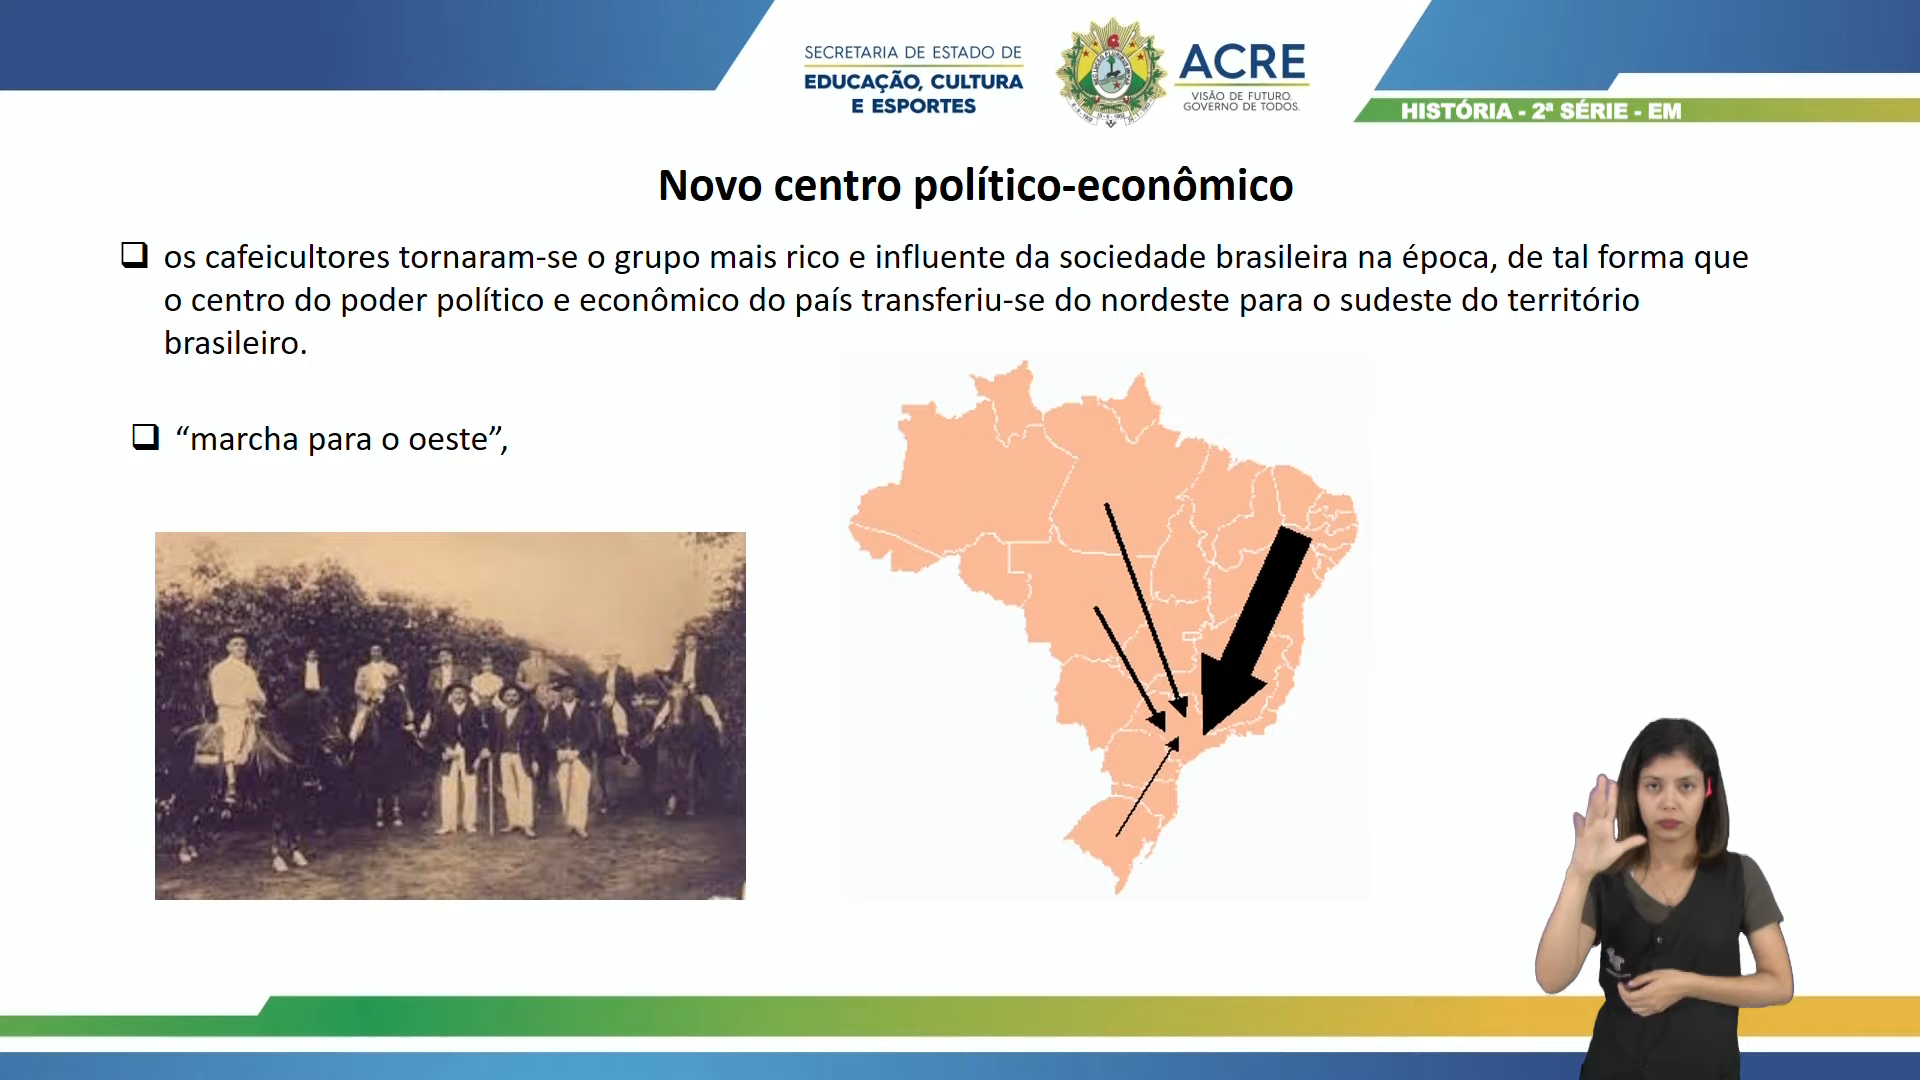 SECRETARIA DE ESTADO DE
EDUCAÇÃO, CULTURA
E ESPORTES
ACRE
VISÃO DE FUTURO.
GOVERNO DE TODOS.
HISTÓRIA - 2ª SÉRIE - EM
Novo centro político-econômico
os cafeicultores tornaram-se o grupo mais rico e influente da sociedade brasileira na época, de tal forma que
o centro do poder político e econômico do país transferiu-se do nordeste para o sudeste do território
brasileiro.
“marcha para o oeste”,